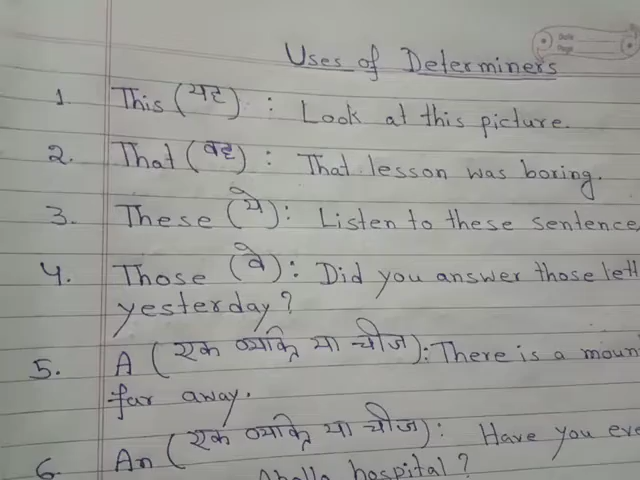 Date
Page
Uses of Determiners
1. This (यह) : Look at this picture.
2. That (वह) : That lesson was boring.
3. These (ये): Listen to these sentence
4. Those (वे): Did you answer those lett
yesterday?
5. A (एक व्यक्ति या चीज): There is a moun
far away.
6. An (एक व्यक्ति या चीज): Have you eve
hospital?